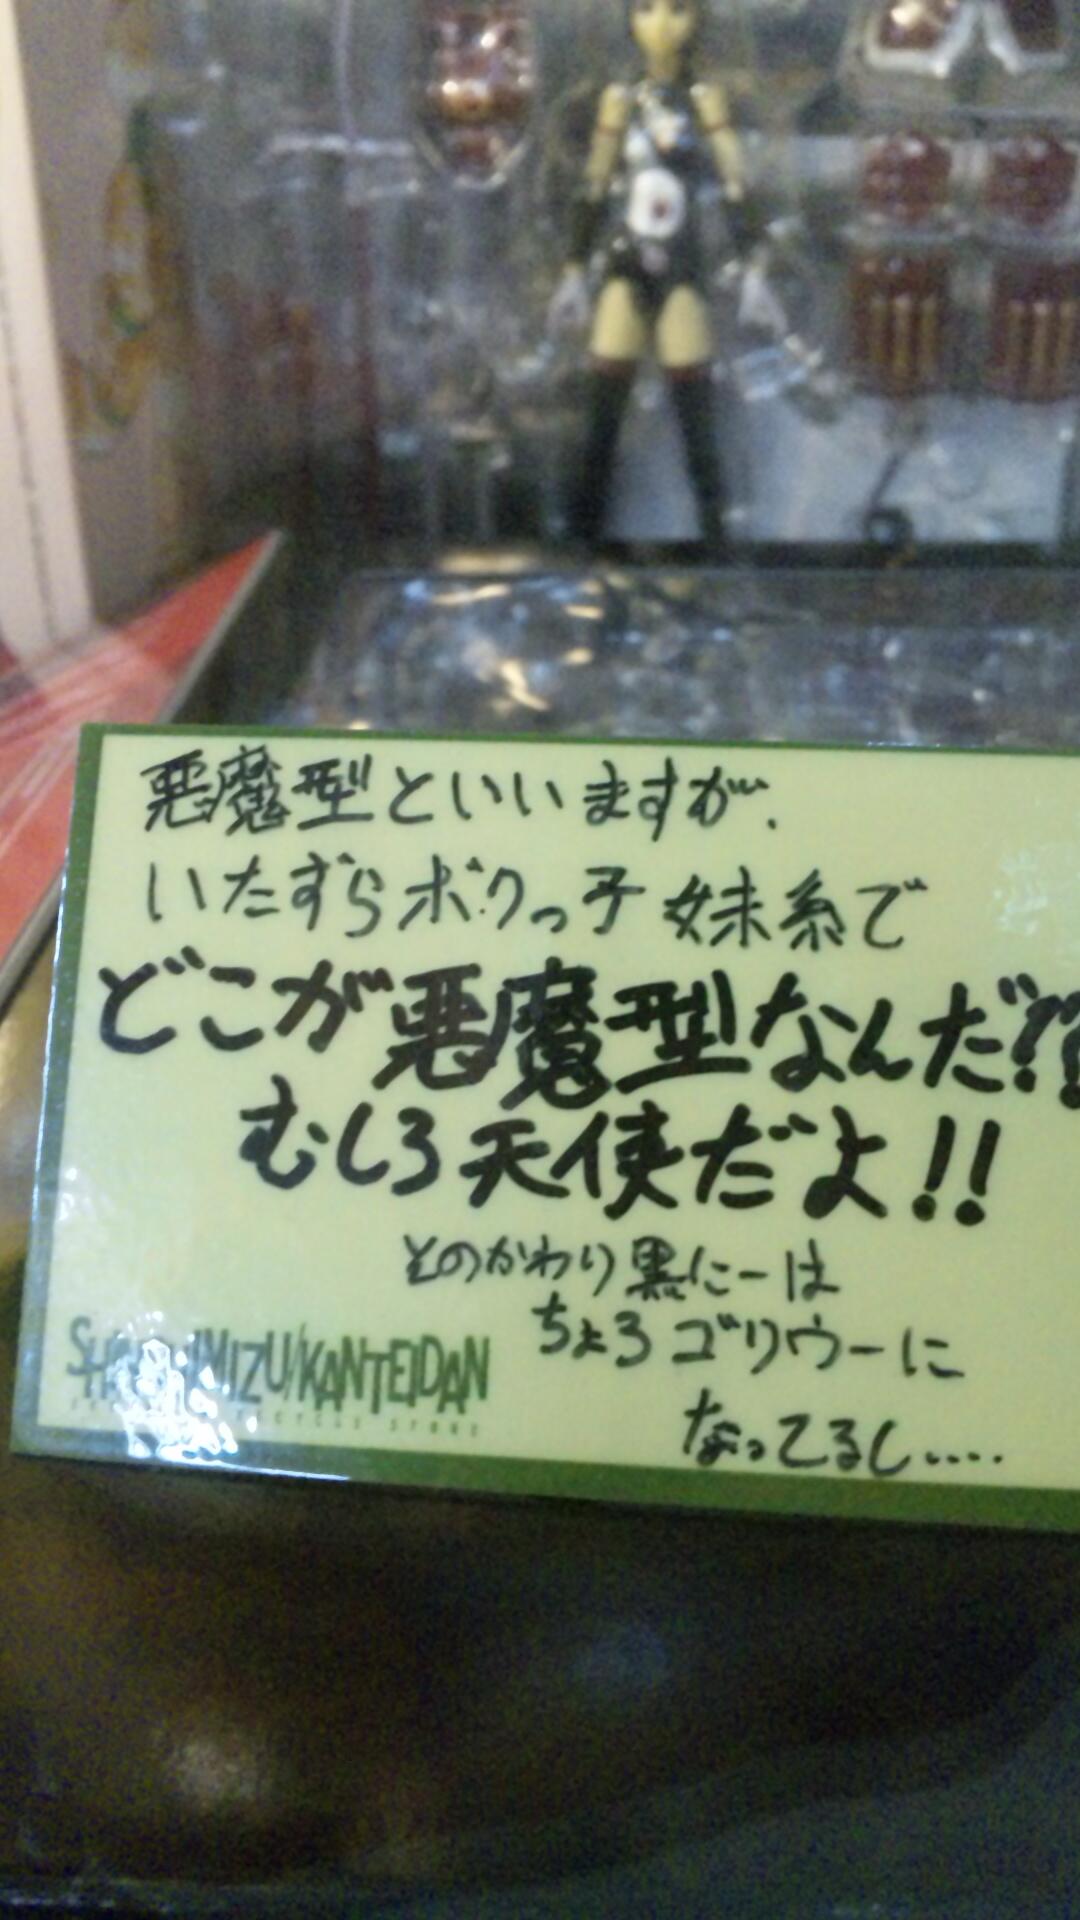 悪魔型といいますが、
いたずらボクっ子 妹系で
どこが悪魔型なんだ!?
むしろ天使だよ!!
そのかわり黒にーは
ちょろゴリウーに
なってるし....
IMIZU/KANTEIDAN